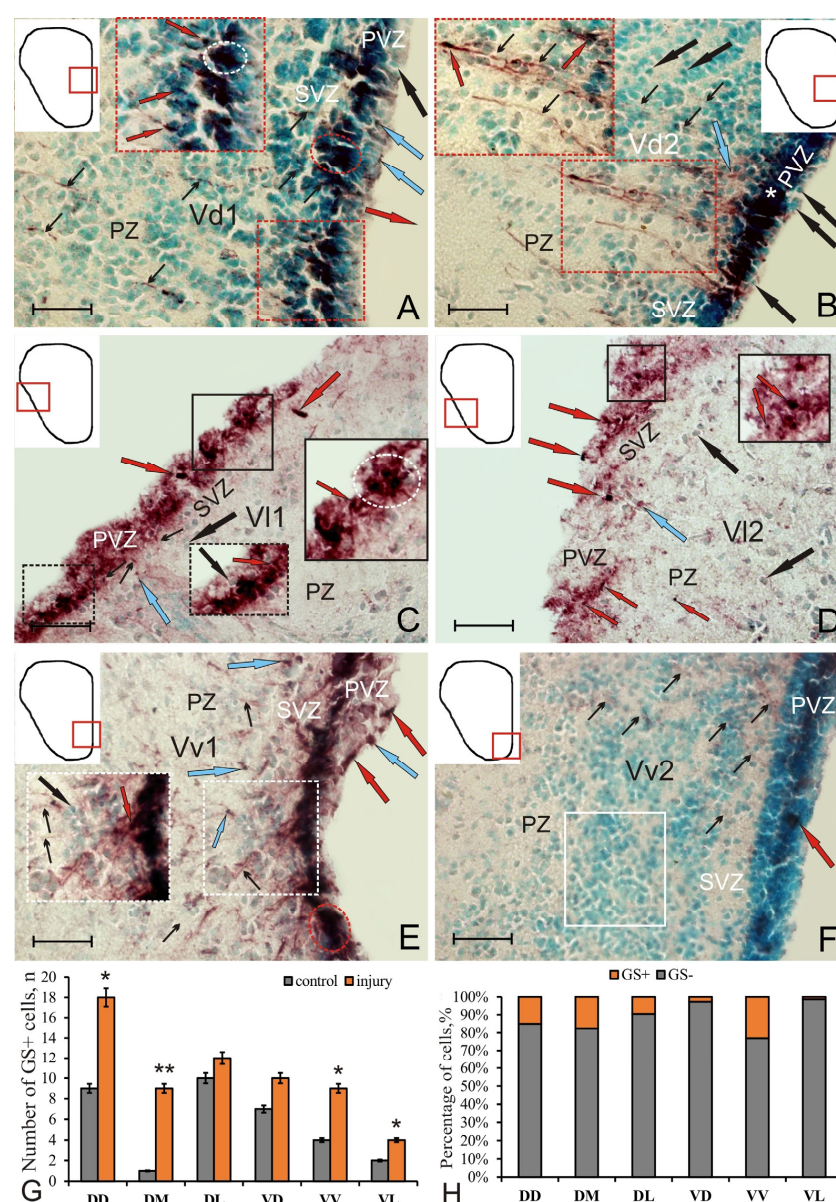 PVZ
SVZ
Vd1
PZ
A
Vd2
* PVZ
PZ
SVZ
B
SVZ
PVZ
Vl1
PZ
C
SVZ
Vl2
PVZ
PZ
D
PZ
PVZ
SVZ
Vv1
E
PVZ
Vv2
PZ
SVZ
F
Number of GS+ cells, n
20
18
16
14
12
10
8
6
4
2
0
control injury
*
**
*
*
DD DM DL VD VV VL
G
GS+ GS-
Percentage of cells,%
100%
90%
80%
70%
60%
50%
40%
30%
20%
10%
0%
DD DM DL VD VV VL
H